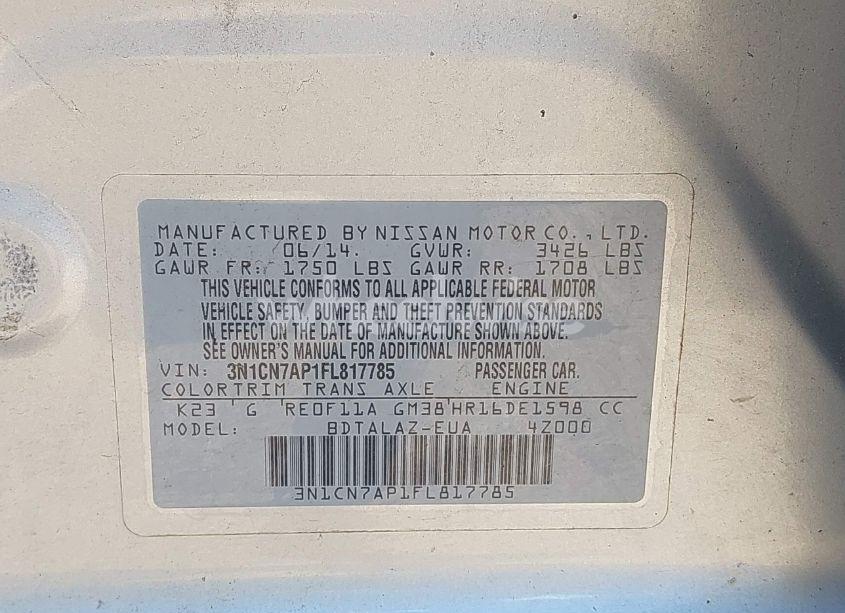 MANUFACTURED BY NISSAN MOTOR CO., LTD.
DATE: 06/14. GVWR: 3426 LBS
GAWR FR: 1750 LBS GAWR RR: 1708 LBS
THIS VEHICLE CONFORMS TO ALL APPLICABLE FEDERAL MOTOR
VEHICLE SAFETY, BUMPER AND THEFT PREVENTION STANDARDS
IN EFFECT ON THE DATE OF MANUFACTURE SHOWN ABOVE.
SEE OWNER'S MANUAL FOR ADDITIONAL INFORMATION.
VIN: 3N1CN7AP1FL817785 PASSENGER CAR.
COLORTRIM TRANS AXLE ENGINE
K23 G RE0F11A GM38 HR16DE1598 CC
MODEL: BDTALAZ-EUA 4Z000
3N1CN7AP1FL817785